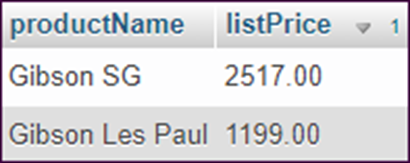 productName listPrice 1
Gibson SG 2517.00
Gibson Les Paul 1199.00